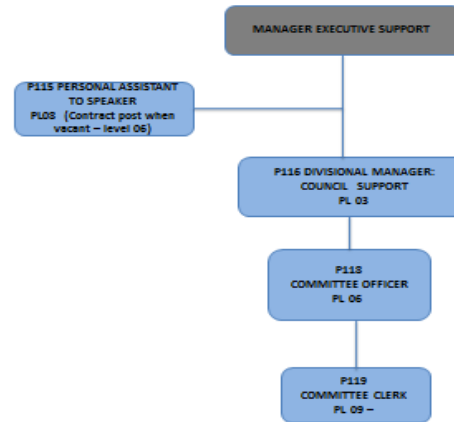 MANAGER EXECUTIVE SUPPORT
P115 PERSONAL ASSISTANT
TO SPEAKER
PL08 (Contract post when
vacant – level 06)
P116 DIVISIONAL MANAGER:
COUNCIL SUPPORT
PL 03
P118
COMMITTEE OFFICER
PL 06
P119
COMMITTEE CLERK
PL 09 –